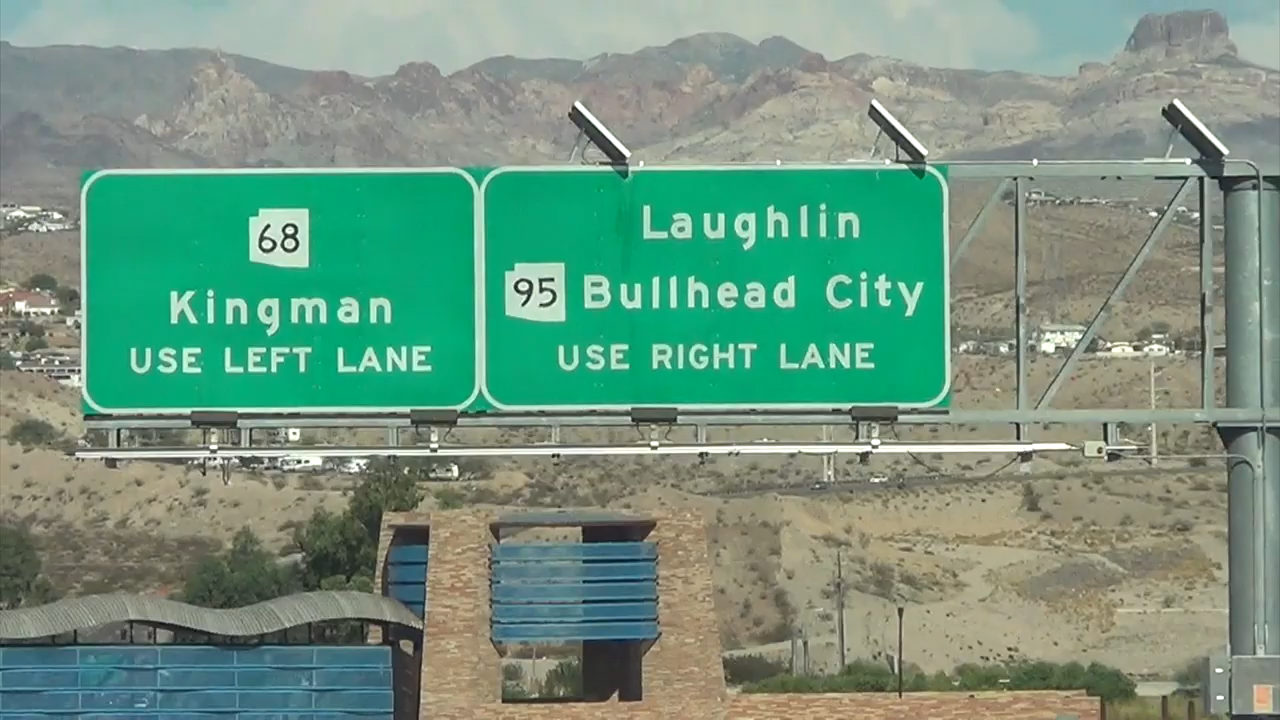 68
Kingman
USE LEFT LANE
Laughlin
95 Bullhead City
USE RIGHT LANE